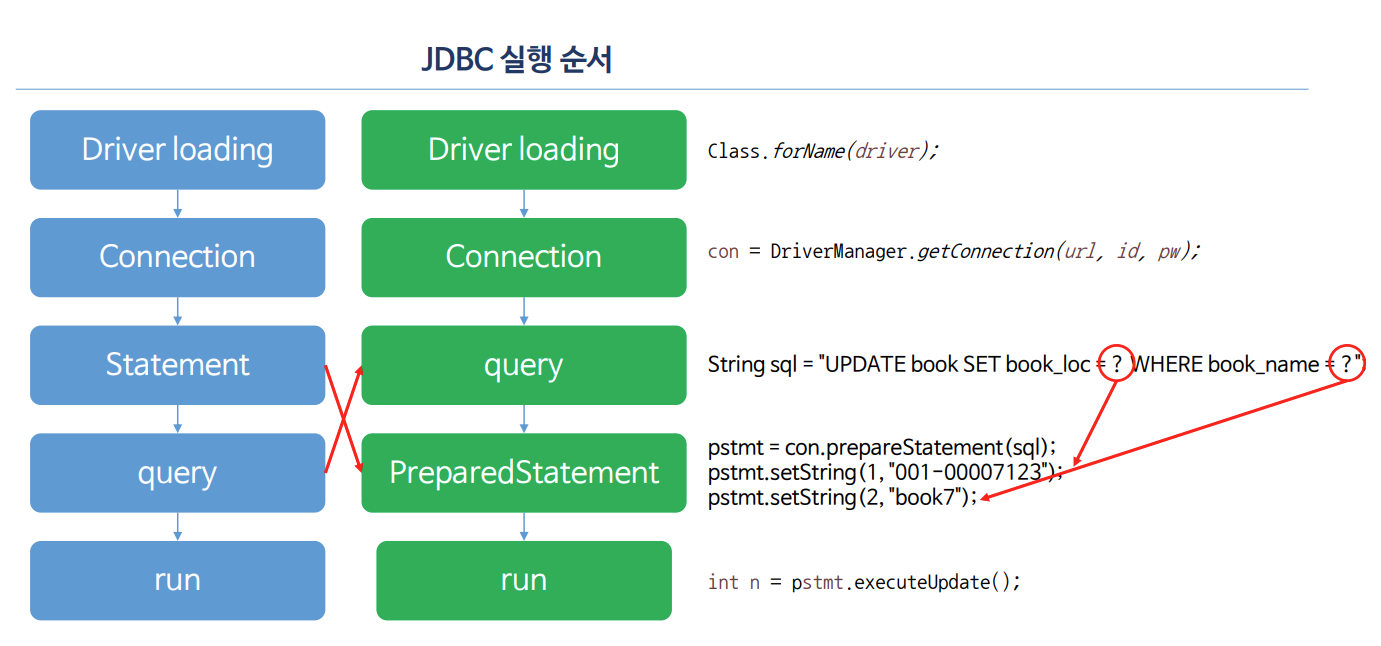 JDBC 실행 순서
Driver loading
Driver loading
Class.forName(driver);
Connection
Connection
con = DriverManager.getConnection(url, id, pw);
Statement
query
String sql = "UPDATE book SET book_loc = ? WHERE book_name = ?";
query
PreparedStatement
pstmt = con.prepareStatement(sql);
pstmt.setString(1, "001-00007123");
pstmt.setString(2, "book7");
run
run
int n = pstmt.executeUpdate();